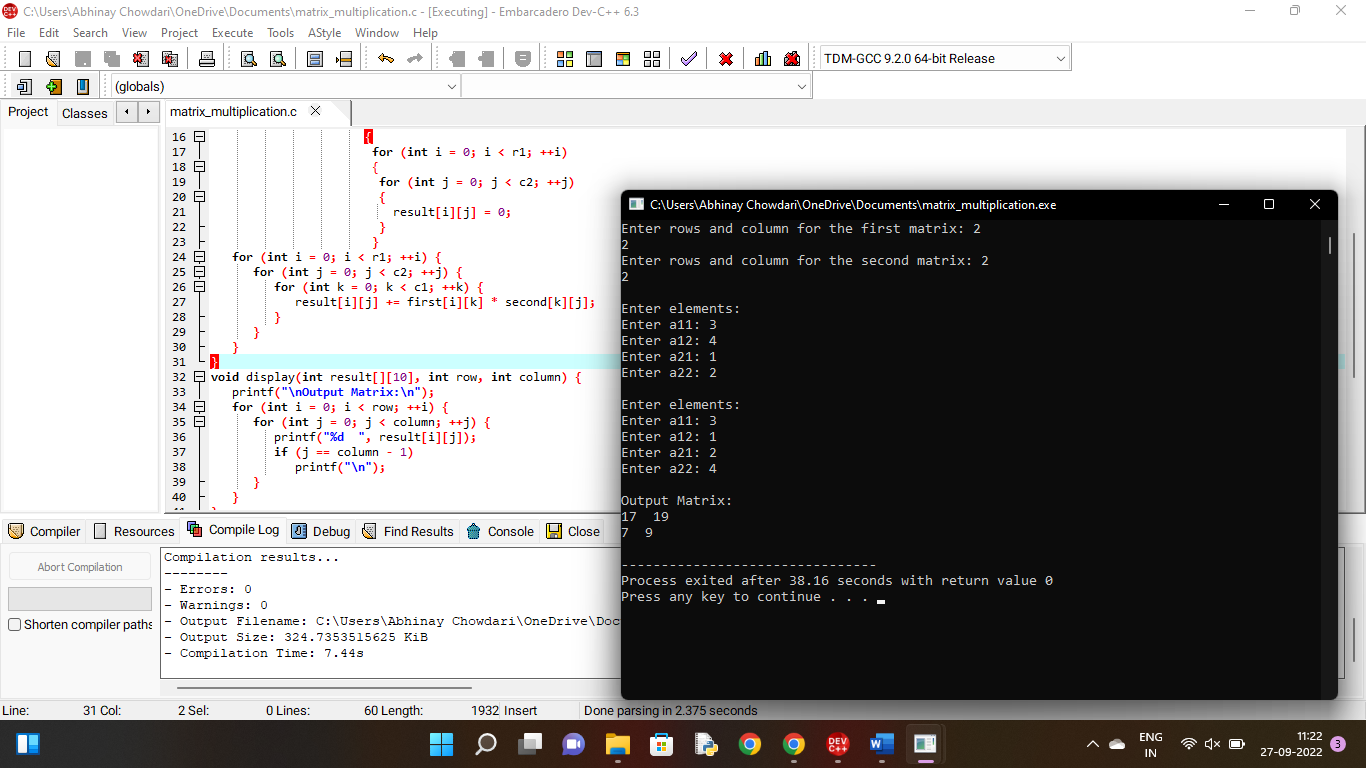 C:\Users\Abhinay Chowdari\OneDrive\Documents\matrix_multiplication.c - [Executing] - Embarcadero Dev-C++ 6.3
File Edit Search View Project Execute Tools AStyle Window Help
TDM-GCC 9.2.0 64-bit Release
(globals)
Project Classes matrix_multiplication.c
16 {
17 for (int i = 0; i < r1; ++i)
18 {
19 for (int j = 0; j < c2; ++j)
20 {
21 result[i][j] = 0;
22 }
23 }
24 for (int i = 0; i < r1; ++i) {
25 for (int j = 0; j < c2; ++j) {
26 for (int k = 0; k < c1; ++k) {
27 result[i][j] += first[i][k] * second[k][j];
28 }
29 }
30 }
31 }
32 void display(int result[][10], int row, int column) {
33 printf("\nOutput Matrix:\n");
34 for (int i = 0; i < row; ++i) {
35 for (int j = 0; j < column; ++j) {
36 printf("%d  ", result[i][j]);
37 if (j == column - 1)
38 printf("\n");
39 }
40 }
C:\Users\Abhinay Chowdari\OneDrive\Documents\matrix_multiplication.exe
Enter rows and column for the first matrix: 2
2
Enter rows and column for the second matrix: 2
2
Enter elements:
Enter a11: 3
Enter a12: 4
Enter a21: 1
Enter a22: 2
Enter elements:
Enter a11: 3
Enter a12: 1
Enter a21: 2
Enter a22: 4
Output Matrix:
17  19
7  9
--------------------------------
Process exited after 38.16 seconds with return value 0
Press any key to continue . . .
Compiler Resources Compile Log Debug Find Results Console Close
Abort Compilation
Shorten compiler paths
Compilation results...
--------
- Errors: 0
- Warnings: 0
- Output Filename: C:\Users\Abhinay Chowdari\OneDrive\Doc
- Output Size: 324.7353515625 KiB
- Compilation Time: 7.44s
Line: 31 Col: 2 Sel: 0 Lines: 60 Length: 1932 Insert Done parsing in 2.375 seconds
DEV C++
ENG
IN
11:22
27-09-2022
3